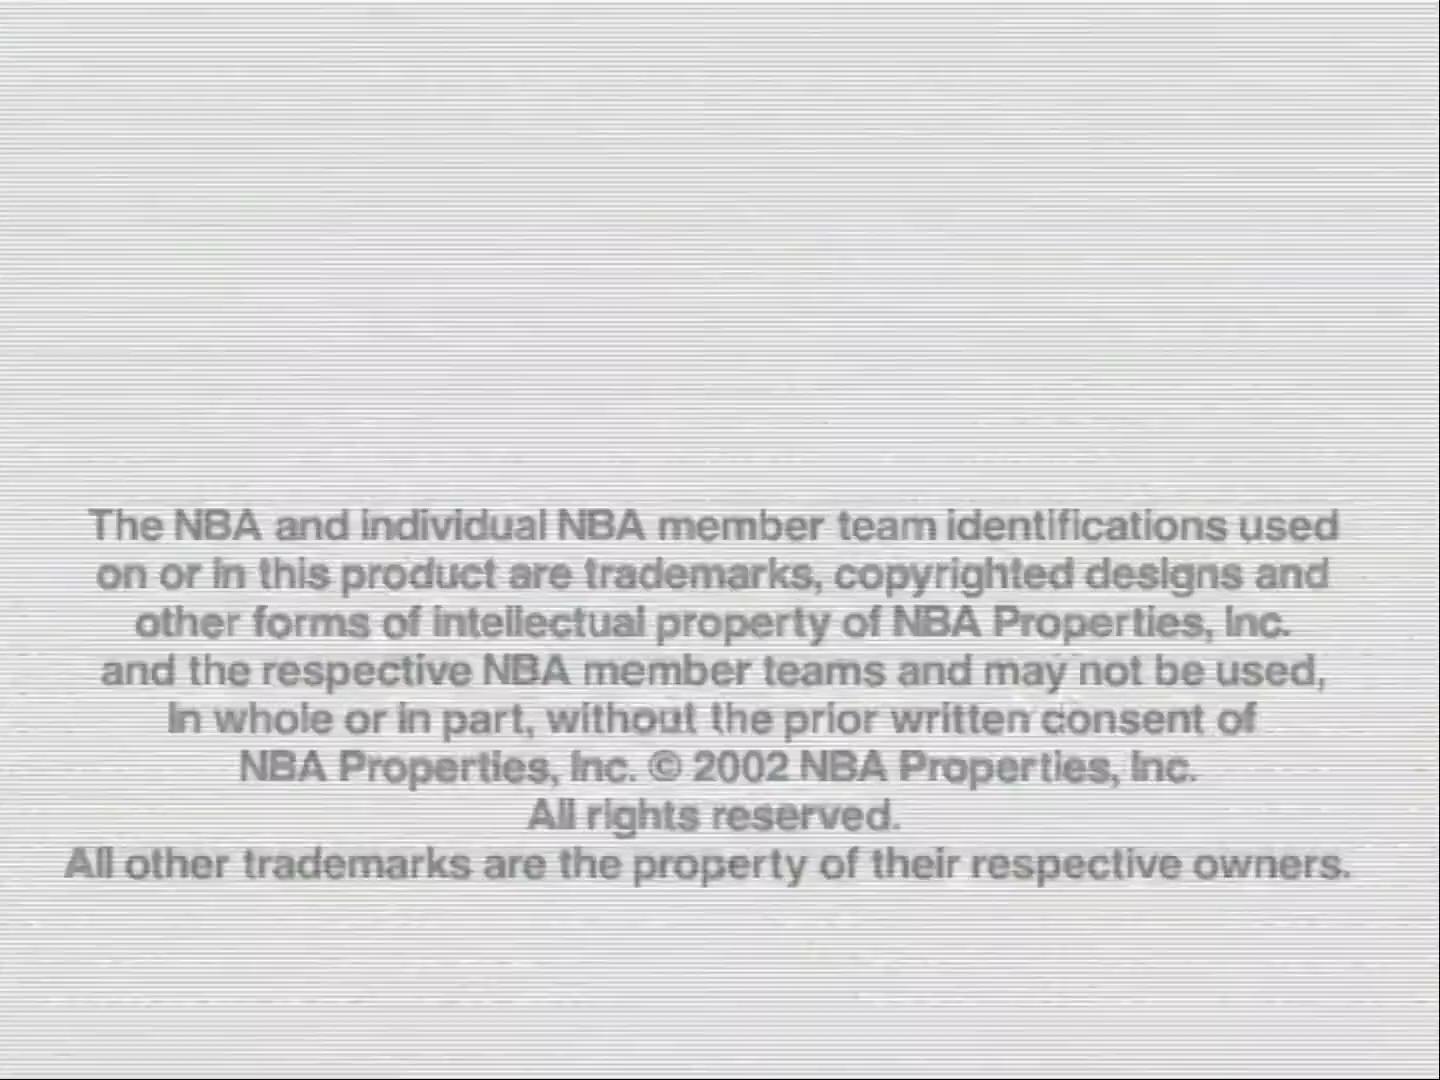 The NBA and individual NBA member team identifications used
on or in this product are trademarks, copyrighted designs and
other forms of intellectual property of NBA Properties, Inc.
and the respective NBA member teams and may not be used,
in whole or in part, without the prior written consent of
NBA Properties, Inc. © 2002 NBA Properties, Inc.
All rights reserved.
All other trademarks are the property of their respective owners.